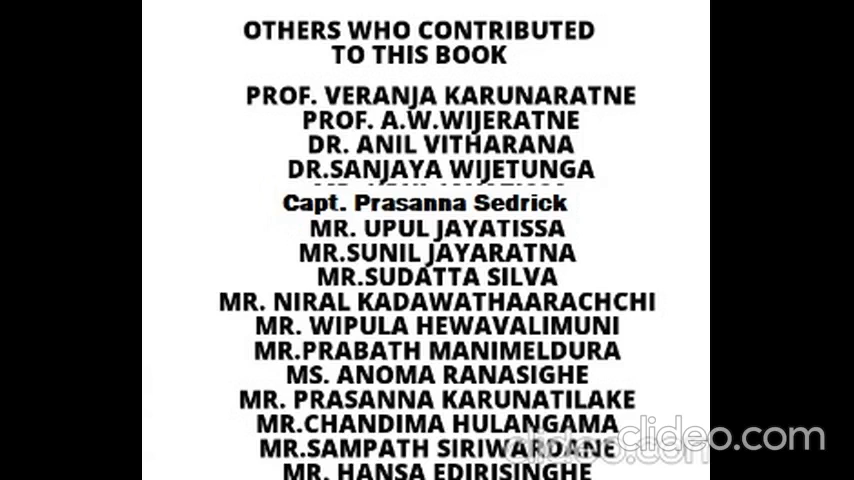 OTHERS WHO CONTRIBUTED
TO THIS BOOK
PROF. VERANJA KARUNARATNE
PROF. A.W.WIJERATNE
DR. ANIL VITHARANA
DR.SANJAYA WIJETUNGA
Capt. Prasanna Sedrick
MR. UPUL JAYATISSA
MR.SUNIL JAYARATNA
MR.SUDATTA SILVA
MR. NIRAL KADAWATHAARACHCHI
MR. WIPULA HEWAVALIMUNI
MR.PRABATH MANIMELDURA
MS. ANOMA RANASIGHE
MR. PRASANNA KARUNATILAKE
MR.CHANDIMA HULANGAMA
MR.SAMPATH SIRIWARDANE
MR. HANSA EDIRISINGHE
clideo.com
clideo.com